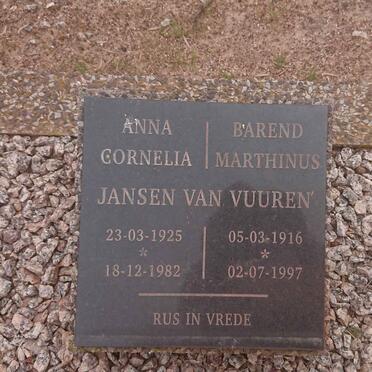 ANNA BAREND
CORNELIA MARTHINUS
JANSEN VAN VUUREN
23-03-1925 05-03-1916
* *
18-12-1982 02-07-1997
RUS IN VREDE